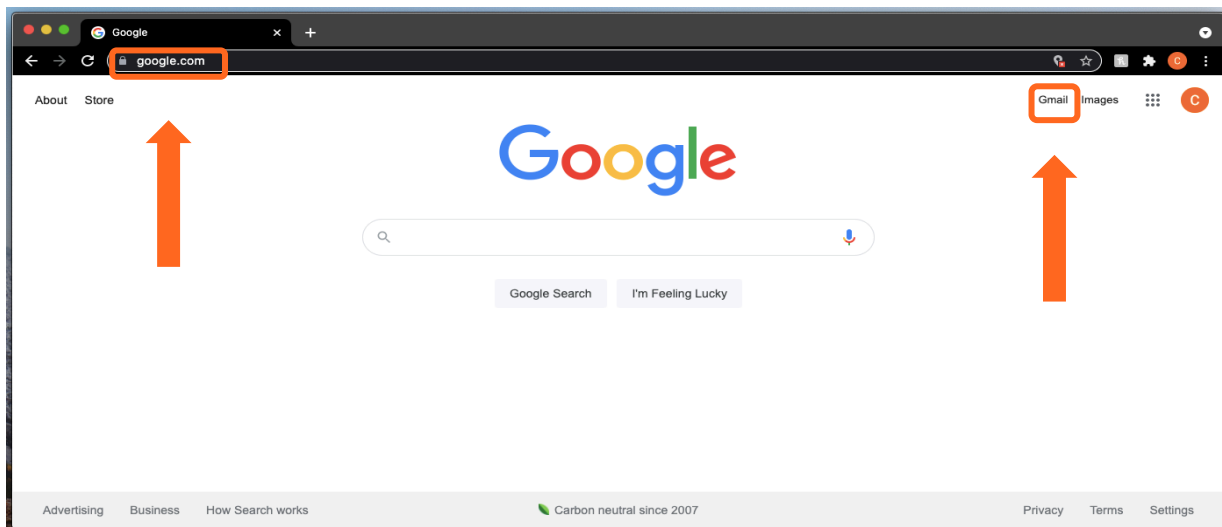 Google
google.com
C
About Store
Gmail Images
C
Google
Google Search I'm Feeling Lucky
Advertising Business How Search works Carbon neutral since 2007 Privacy Terms Settings